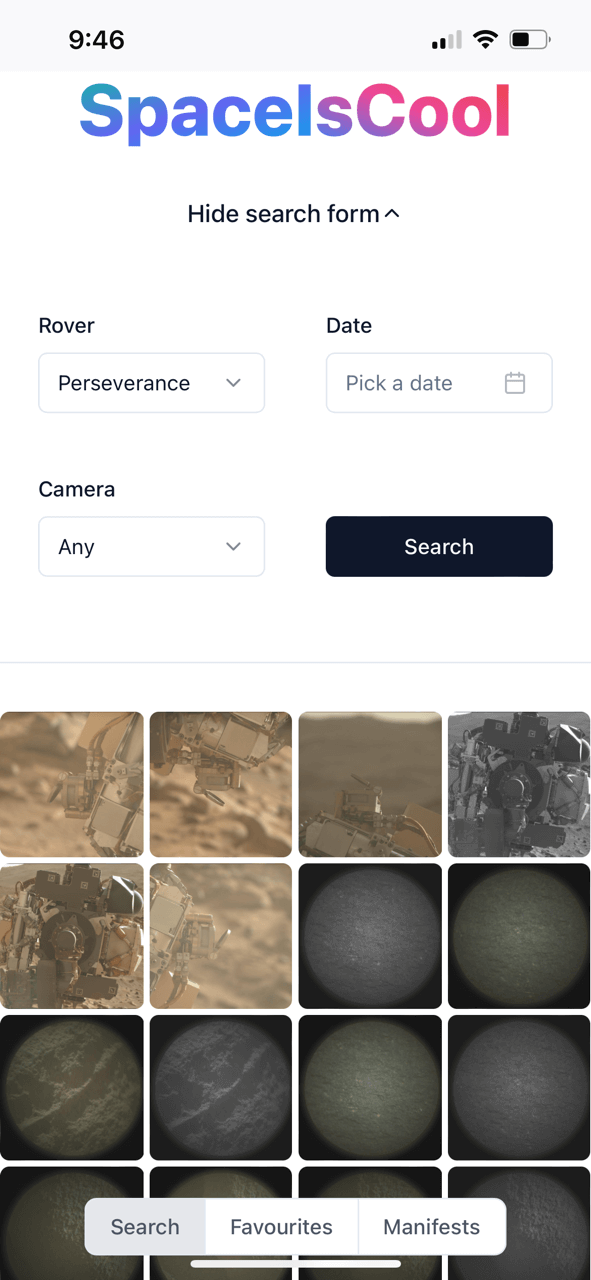 9:46
SpaceIsCool
Hide search form
Rover
Date
Perseverance
Pick a date
Camera
Any
Search
Search
Favourites
Manifests